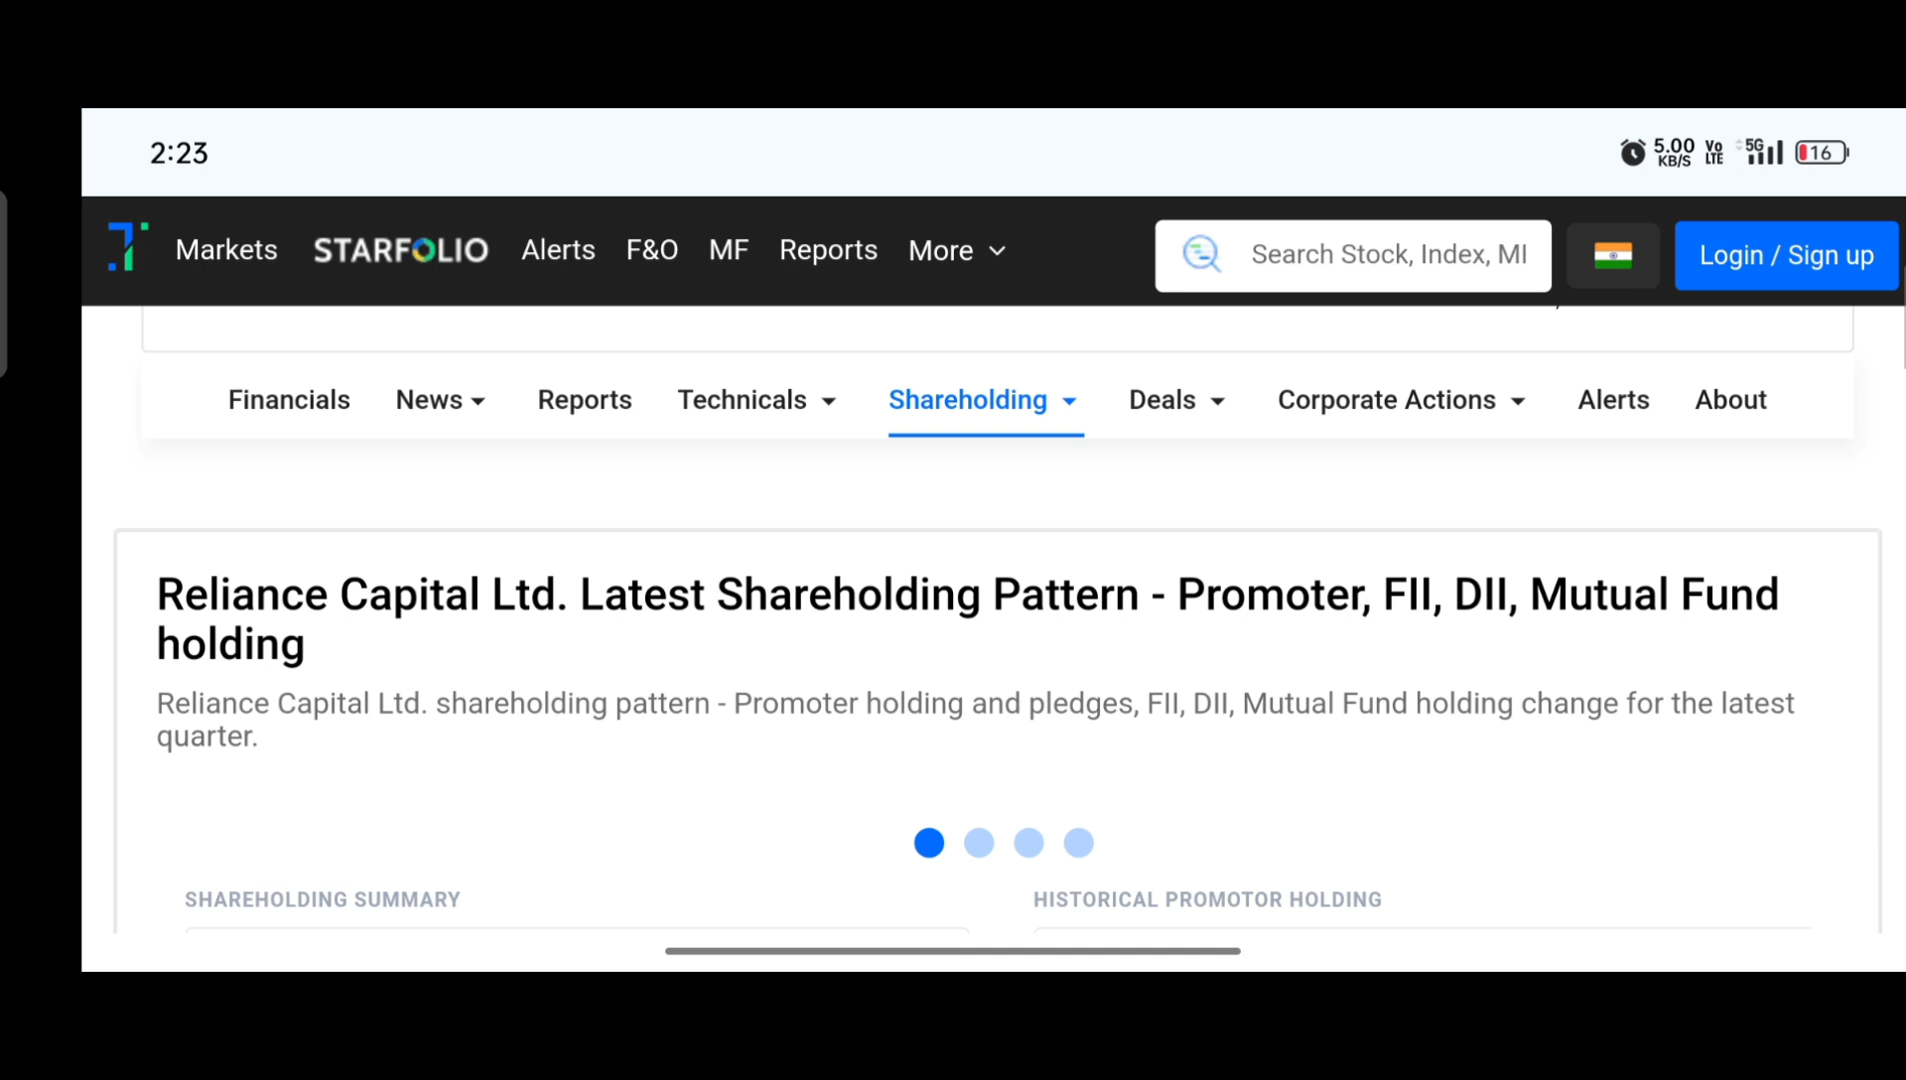 2:23
5.00 KB/S Vo LTE 5G 16
Markets STARFOLIO Alerts F&O MF Reports More Search Stock, Index, MI Login / Sign up
Financials News Reports Technicals Shareholding Deals Corporate Actions Alerts About
Reliance Capital Ltd. Latest Shareholding Pattern - Promoter, FII, DII, Mutual Fund
holding
Reliance Capital Ltd. shareholding pattern - Promoter holding and pledges, FII, DII, Mutual Fund holding change for the latest
quarter.
SHAREHOLDING SUMMARY
HISTORICAL PROMOTOR HOLDING